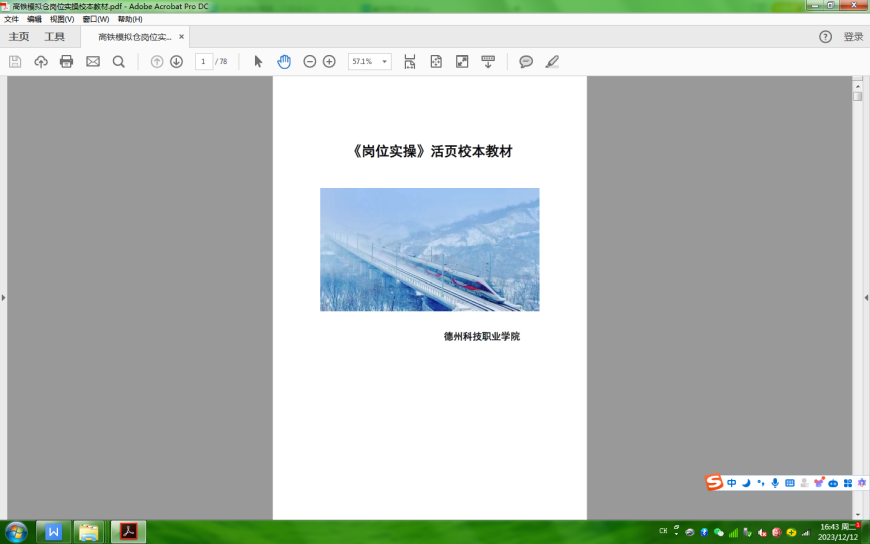 高铁模拟仓岗位实操校本教材.pdf - Adobe Acrobat Pro DC
文件 编辑 视图(V) 窗口(W) 帮助(H)
主页 工具 高铁模拟仓岗位实... × 登录
1 / 78 57.1%
《岗位实操》活页校本教材
德州科技职业学院
中
CH 16:43 周二
2023/12/12